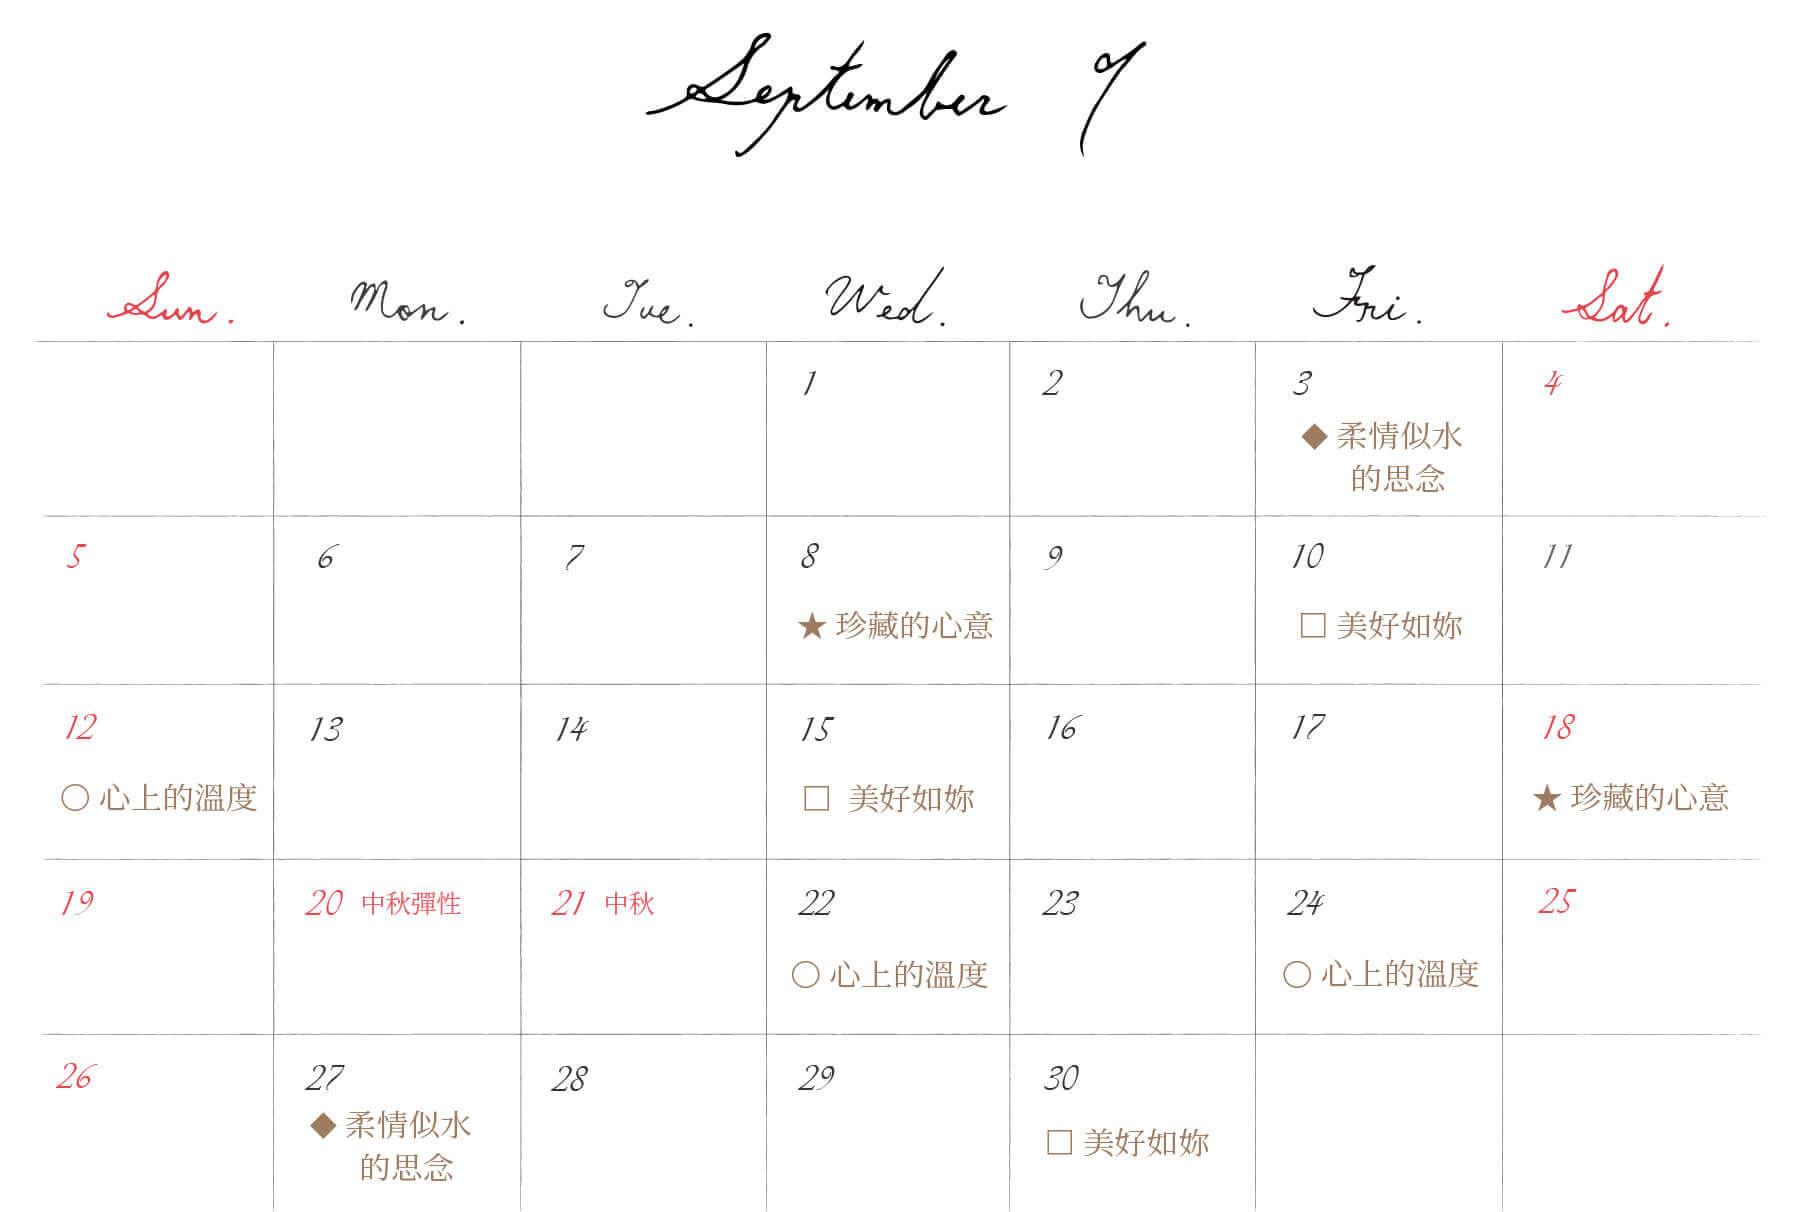 September 9
Sun. Mon. Tue. Wed. Thu. Fri. Sat.
1 2 3 4
◆ 柔情似水
的思念
5 6 7 8 9 10 11
★ 珍藏的心意 □ 美好如妳
12 13 14 15 16 17 18
○ 心上的溫度 □ 美好如妳 ★ 珍藏的心意
19 20 中秋彈性 21 中秋 22 23 24 25
○ 心上的溫度 ○ 心上的溫度
26 27 28 29 30
◆ 柔情似水 □ 美好如妳
的思念